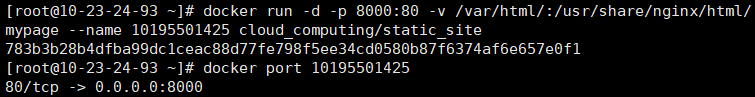 [root@10-23-24-93 ~]# docker run -d -p 8000:80 -v /var/html/:/usr/share/nginx/html/
mypage --name 10195501425 cloud_computing/static_site
783b3b28b4dfba99dc1ceac88d77fe798f5ee34cd0580b87f6374af6e657e0f1
[root@10-23-24-93 ~]# docker port 10195501425
80/tcp -> 0.0.0.0:8000